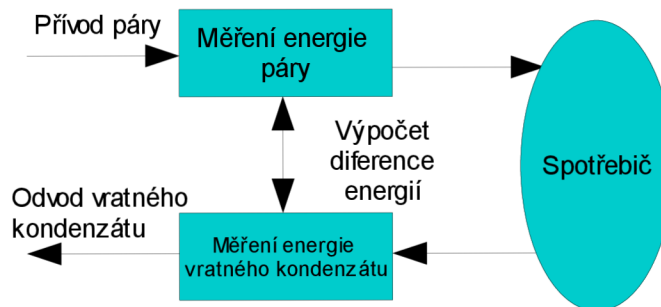 Přívod páry
Měření energie
páry
Výpočet
diference
energií
Spotřebič
Odvod vratného
kondenzátu
Měření energie
vratného kondenzátu